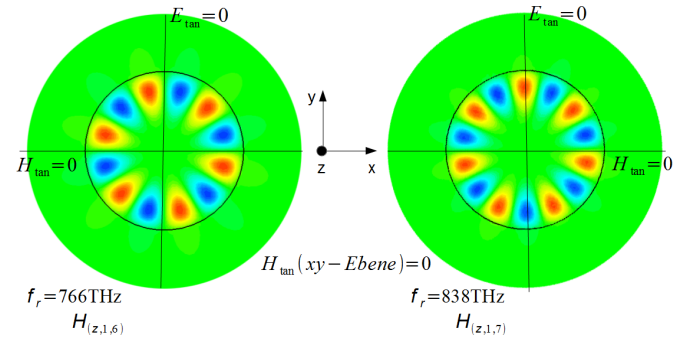 E_tan=0 E_tan=0
y
H_tan=0 z x H_tan=0
H_tan(xy−Ebene)=0
f_r=766THz f_r=838THz
H_(z,1,6) H_(z,1,7)